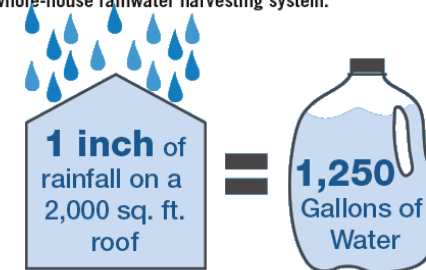 whole-house rainwater harvesting system.
1 inch of
rainfall on a
2,000 sq. ft.
roof
1,250
Gallons of
Water